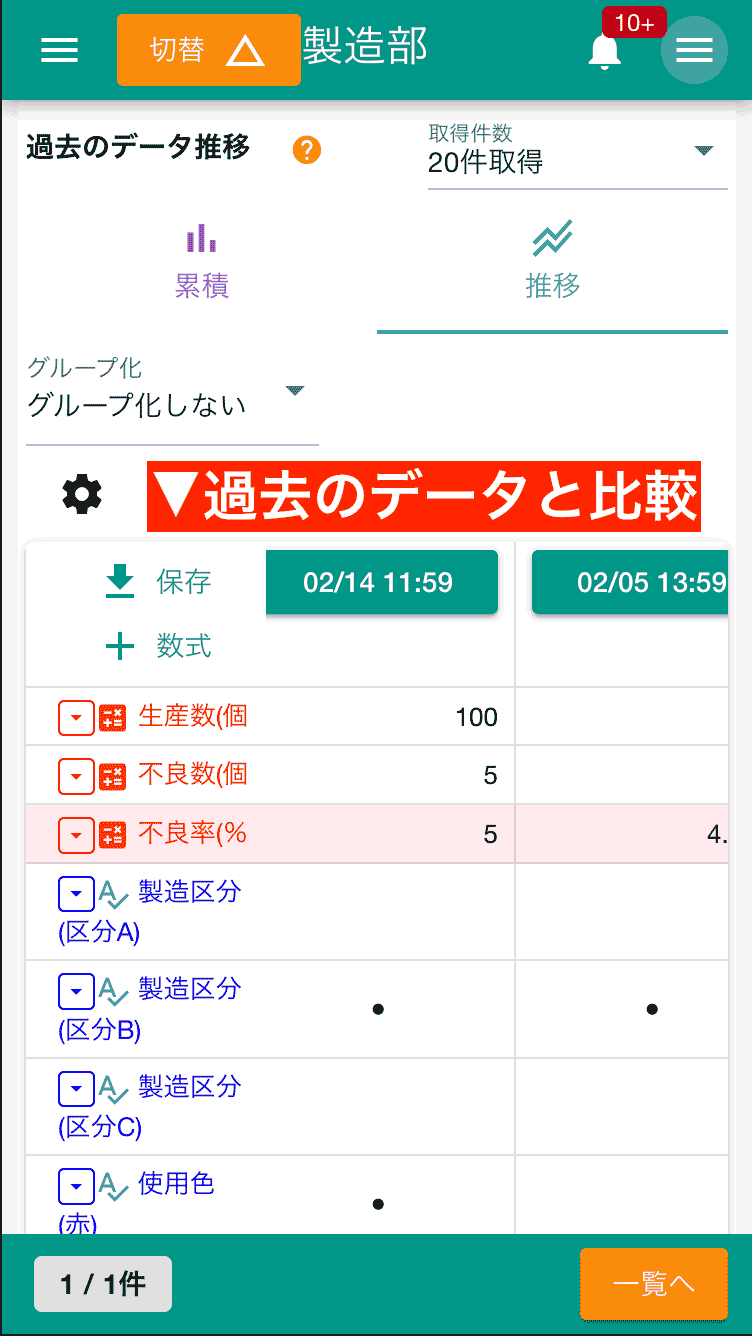 切替
製造部
10+
過去のデータ推移
?
取得件数
20件取得
累積
推移
グループ化
グループ化しない
▼過去のデータと比較
保存
02/14 11:59
02/05 13:59
数式
生産数(個
100
不良数(個
5
不良率(%
5
4.
製造区分
(区分A)
製造区分
(区分B)
•
•
製造区分
(区分C)
使用色
(赤)
•
1 / 1件
一覧へ